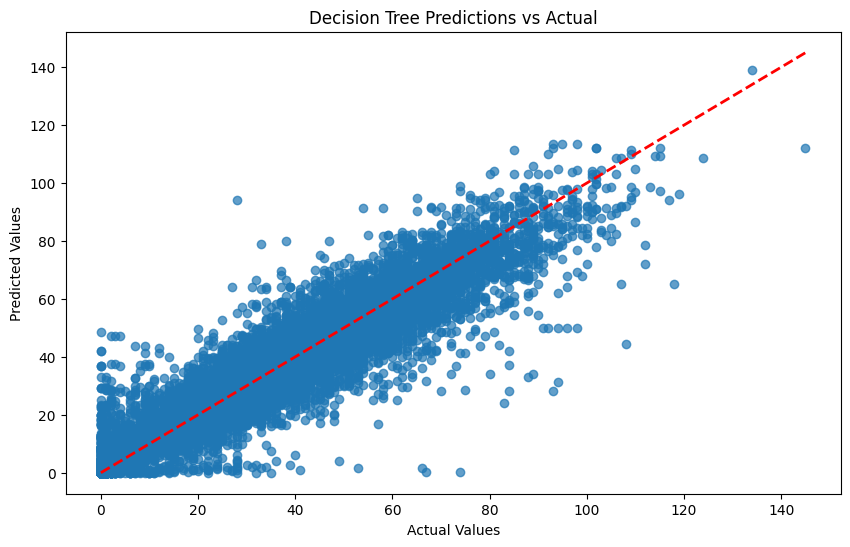 Decision Tree Predictions vs Actual
Predicted Values
140
120
100
80
60
40
20
0
0 20 40 60 80 100 120 140
Actual Values